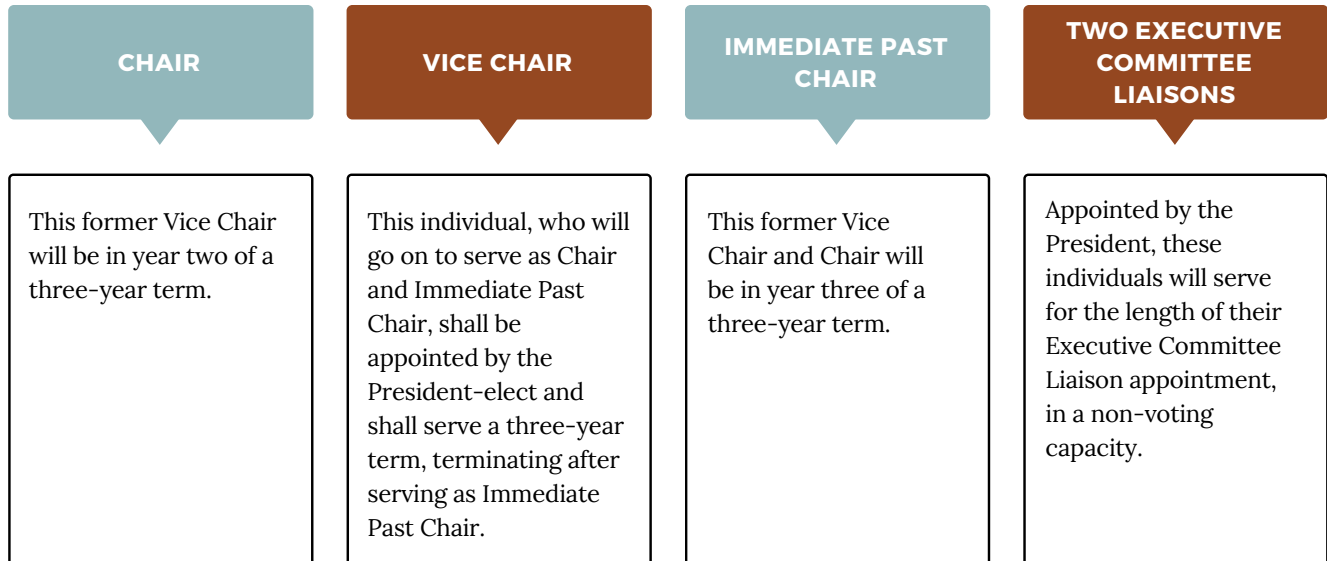 CHAIR
This former Vice Chair
will be in year two of a
three-year term.
VICE CHAIR
This individual, who will
go on to serve as Chair
and Immediate Past
Chair, shall be
appointed by the
President-elect and
shall serve a three-year
term, terminating after
serving as Immediate
Past Chair.
IMMEDIATE PAST
CHAIR
This former Vice
Chair and Chair will
be in year three of a
three-year term.
TWO EXECUTIVE
COMMITTEE
LIAISONS
Appointed by the
President, these
individuals will serve
for the length of their
Executive Committee
Liaison appointment,
in a non-voting
capacity.